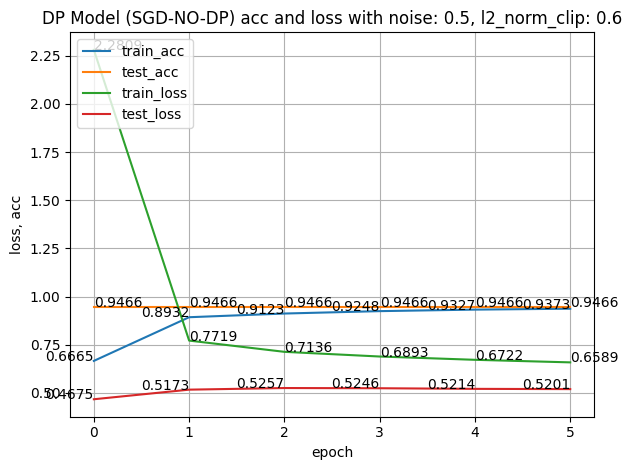 DP Model (SGD-NO-DP) acc and loss with noise: 0.5, l2_norm_clip: 0.6
2.2809
train_acc
test_acc
train_loss
test_loss
2.25
2.00
1.75
1.50
1.25
1.00
0.75
0.50
loss, acc
0.9466 0.9466 0.9466 0.9466 0.9466 0.9466
0.6665 0.8932 0.9123 0.9248 0.9327 0.9373
0.7719 0.7136 0.6893 0.6722 0.6589
0.4675 0.5173 0.5257 0.5246 0.5214 0.5201
0 1 2 3 4 5
epoch